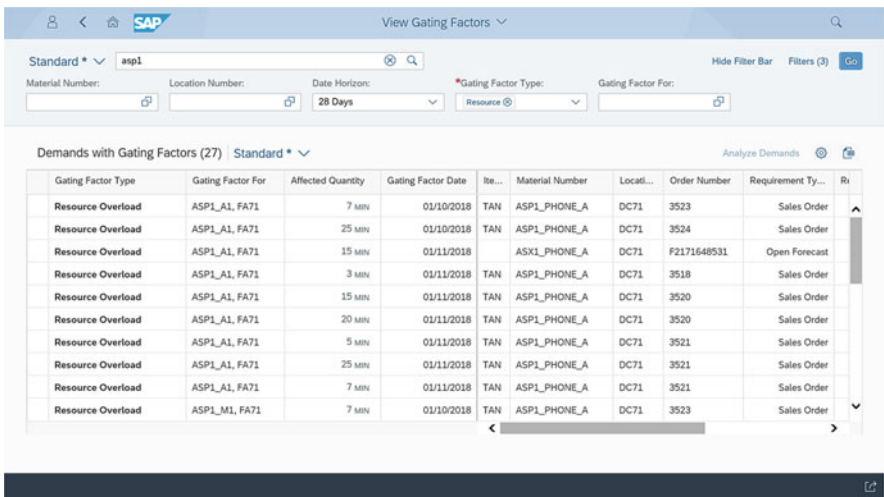 SAP View Gating Factors
Standard * asp1 Hide Filter Bar Filters (3) Go
Material Number: Location Number: Date Horizon: *Gating Factor Type: Gating Factor For:
28 Days Resource
Demands with Gating Factors (27) Standard * Analyze Demands
Gating Factor Type Gating Factor For Affected Quantity Gating Factor Date Ite... Material Number Locati... Order Number Requirement Ty... Re
Resource Overload ASP1_A1, FA71 7 MIN 01/10/2018 TAN ASP1_PHONE_A DC71 3523 Sales Order
Resource Overload ASP1_A1, FA71 25 MIN 01/10/2018 TAN ASP1_PHONE_A DC71 3524 Sales Order
Resource Overload ASP1_A1, FA71 15 MIN 01/11/2018 ASX1_PHONE_A DC71 F2171648531 Open Forecast
Resource Overload ASP1_A1, FA71 3 MIN 01/11/2018 TAN ASP1_PHONE_A DC71 3518 Sales Order
Resource Overload ASP1_A1, FA71 15 MIN 01/11/2018 TAN ASP1_PHONE_A DC71 3520 Sales Order
Resource Overload ASP1_A1, FA71 20 MIN 01/11/2018 TAN ASP1_PHONE_A DC71 3520 Sales Order
Resource Overload ASP1_A1, FA71 5 MIN 01/11/2018 TAN ASP1_PHONE_A DC71 3521 Sales Order
Resource Overload ASP1_A1, FA71 25 MIN 01/11/2018 TAN ASP1_PHONE_A DC71 3521 Sales Order
Resource Overload ASP1_A1, FA71 7 MIN 01/11/2018 TAN ASP1_PHONE_A DC71 3521 Sales Order
Resource Overload ASP1_M1, FA71 7 MIN 01/10/2018 TAN ASP1_PHONE_A DC71 3523 Sales Order